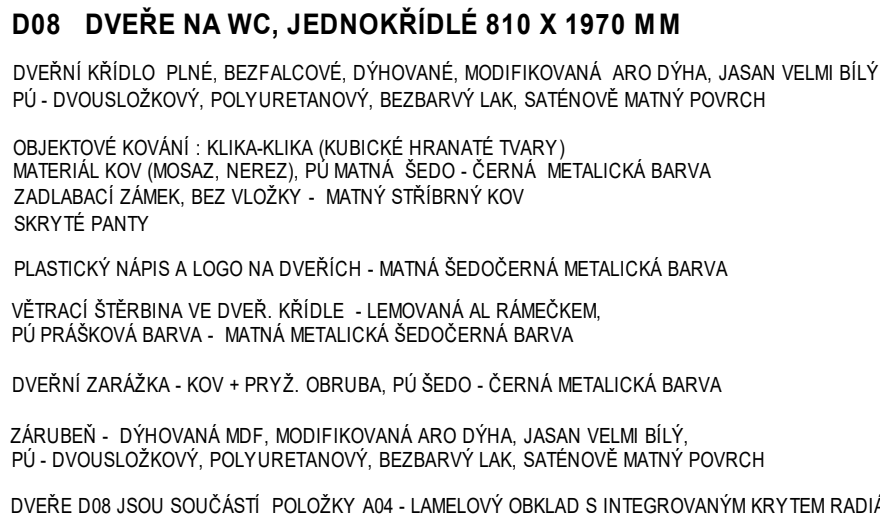 D08 DVEŘE NA WC, JEDNOKŘÍDLÉ 810 X 1970 MM
DVEŘNÍ KŘÍDLO PLNÉ, BEZFALCOVÉ, DÝHOVANÉ, MODIFIKOVANÁ ARO DÝHA, JASAN VELMI BÍLÝ
PÚ - DVOUSLOŽKOVÝ, POLYURETANOVÝ, BEZBARVÝ LAK, SATÉNOVĚ MATNÝ POVRCH
OBJEKTOVÉ KOVÁNÍ : KLIKA-KLIKA (KUBICKÉ HRANATÉ TVARY)
MATERIÁL KOV (MOSAZ, NEREZ), PÚ MATNÁ ŠEDO - ČERNÁ METALICKÁ BARVA
ZADLABACÍ ZÁMEK, BEZ VLOŽKY - MATNÝ STŘÍBRNÝ KOV
SKRYTÉ PANTY
PLASTICKÝ NÁPIS A LOGO NA DVEŘÍCH - MATNÁ ŠEDOČERNÁ METALICKÁ BARVA
VĚTRACÍ ŠTĚRBINA VE DVEŘ. KŘÍDLE - LEMOVANÁ AL RÁMEČKEM,
PÚ PRÁŠKOVÁ BARVA - MATNÁ METALICKÁ ŠEDOČERNÁ BARVA
DVEŘNÍ ZARÁŽKA - KOV + PRYŽ. OBRUBA, PÚ ŠEDO - ČERNÁ METALICKÁ BARVA
ZÁRUBEŇ - DÝHOVANÁ MDF, MODIFIKOVANÁ ARO DÝHA, JASAN VELMI BÍLÝ,
PÚ - DVOUSLOŽKOVÝ, POLYURETANOVÝ, BEZBARVÝ LAK, SATÉNOVĚ MATNÝ POVRCH
DVEŘE D08 JSOU SOUČÁSTÍ POLOŽKY A04 - LAMELOVÝ OBKLAD S INTEGROVANÝM KRYTEM